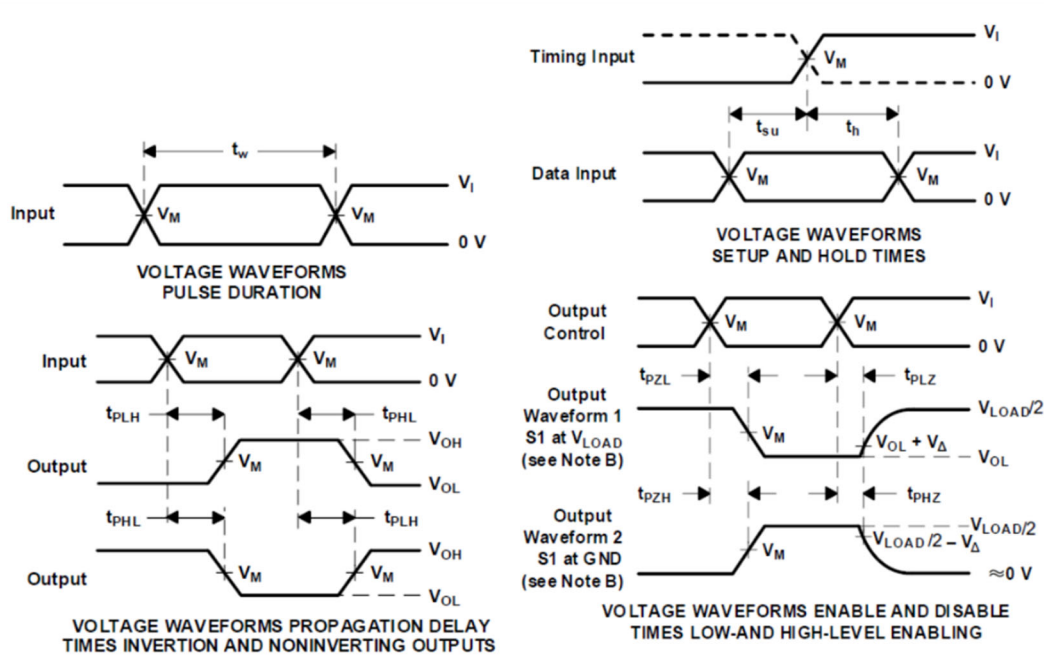 tw
VI
Input
VM
VM
0 V
VOLTAGE WAVEFORMS
PULSE DURATION
VI
Timing Input
VM
0 V
tsu
th
VI
Data Input
VM
VM
0 V
VOLTAGE WAVEFORMS
SETUP AND HOLD TIMES
VI
Input
VM
VM
0 V
tPLH
tPHL
VOH
Output
VM
VM
VOL
tPHL
tPLH
VOH
Output
VM
VM
VOL
VOLTAGE WAVEFORMS PROPAGATION DELAY
TIMES INVERTION AND NONINVERTING OUTPUTS
VI
Output
Control
VM
VM
0 V
tPZL
tPLZ
Output
Waveform 1
S1 at VLOAD
(see Note B)
VLOAD/2
VM
VOL + VΔ
VOL
tPZH
tPHZ
Output
Waveform 2
S1 at GND
(see Note B)
VLOAD/2
VLOAD/2 – VΔ
VM
≈0 V
VOLTAGE WAVEFORMS ENABLE AND DISABLE
TIMES LOW-AND HIGH-LEVEL ENABLING